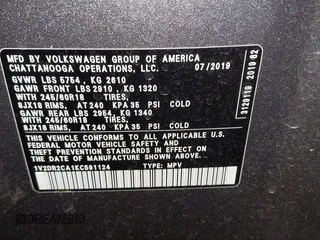 MFD BY VOLKSWAGEN GROUP OF AMERICA
CHATTANOOGA OPERATIONS, LLC. 07/2019
GVWR LBS 5754 , KG 2610
GAWR FRONT LBS 2910 , KG 1320
WITH 245/60R18 TIRES,
8JX18 RIMS, AT 240 KPA 35 PSI COLD
GAWR REAR LBS 2954 , KG 1340
WITH 245/60R18 TIRES,
8JX18 RIMS, AT 240 KPA 35 PSI COLD
THIS VEHICLE CONFORMS TO ALL APPLICABLE U.S.
FEDERAL MOTOR VEHICLE SAFETY STANDARDS IN
EFFECT ON THE DATE OF MANUFACTURE SHOWN ABOVE.
1V2DR2CA1KC591124 TYPE: MPV
3129119 2019 02